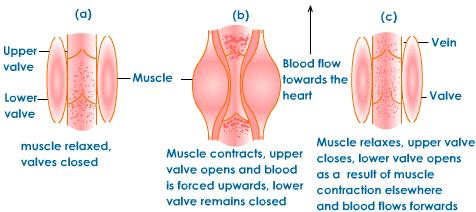 (a)
Upper
valve
Lower
valve
Muscle
muscle relaxed,
valves closed
(b)
Blood flow
towards the
heart
Muscle contracts, upper
valve opens and blood
is forced upwards, lower
valve remains closed
(c)
Vein
Valve
Muscle relaxes, upper valve
closes, lower valve opens
as a result of muscle
contraction elsewhere
and blood flows forwards